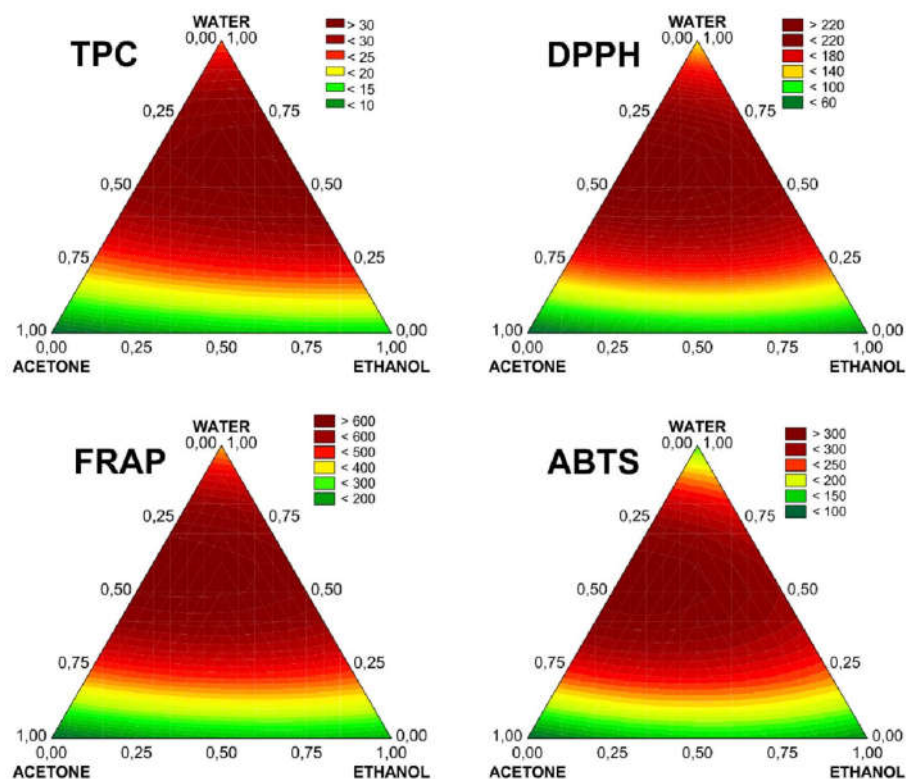 TPC
WATER
0,00 1,00
> 30
< 30
< 25
< 20
< 15
< 10
0,25 0,75
0,50 0,50
0,75 0,25
1,00 0,00
0,00 0,25 0,50 0,75 1,00
ACETONE ETHANOL
DPPH
WATER
0,00 1,00
> 220
< 220
< 180
< 140
< 100
< 60
0,25 0,75
0,50 0,50
0,75 0,25
1,00 0,00
0,00 0,25 0,50 0,75 1,00
ACETONE ETHANOL
FRAP
WATER
0,00 1,00
> 600
< 600
< 500
< 400
< 300
< 200
0,25 0,75
0,50 0,50
0,75 0,25
1,00 0,00
0,00 0,25 0,50 0,75 1,00
ACETONE ETHANOL
ABTS
WATER
0,00 1,00
> 300
< 300
< 250
< 200
< 150
< 100
0,25 0,75
0,50 0,50
0,75 0,25
1,00 0,00
0,00 0,25 0,50 0,75 1,00
ACETONE ETHANOL